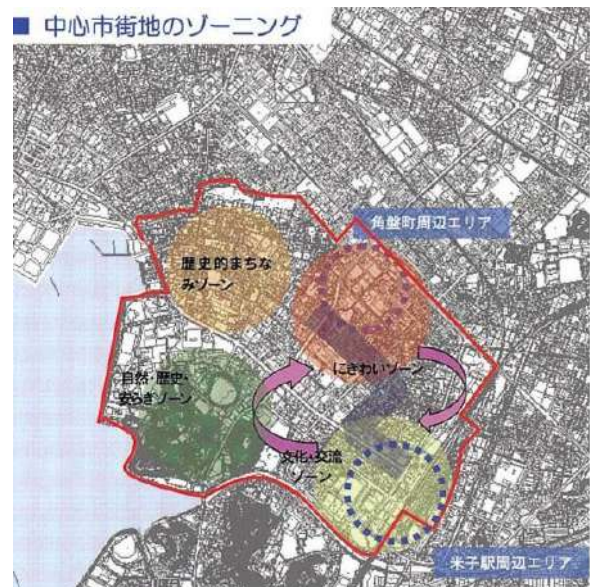 ■ 中心市街地のゾーニング
角盤町周辺エリア
歴史的まちな
みゾーン
にぎわいゾーン
自然・歴史・
安らぎゾーン
文化・交流
ゾーン
米子駅周辺エリア